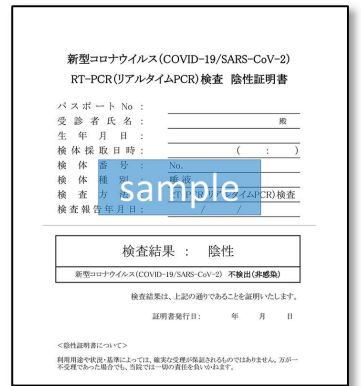 新型コロナウイルス(COVID-19/SARS-CoV-2)
RT-PCR(リアルタイムPCR)検査 陰性証明書
パスポート No :
受診者氏名: 殿
生年月日:
検体採取日時: ( : )
検体番号: No.
検体種別: 唾液
検査方法: RT-PCR(リアルタイムPCR)検査
検査報告年月日: / /
sample
検査結果 : 陰性
新型コロナウイルス(COVID-19/SARS-CoV-2) 不検出(非感染)
検査結果は、上記の通りであることを証明いたします。
証明書発行日: 年 月 日
<陰性証明書について>
利用用途や状況・基準によっては、確実な受理が保証されるものではありません。万が一
不受理であった場合でも、当院では一切の責任を負いかねます。